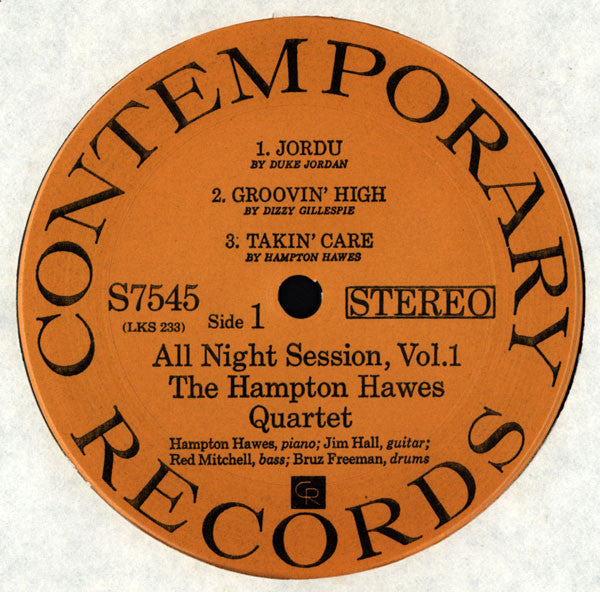 CONTEMPORARY
1. JORDU
BY DUKE JORDAN
2. GROOVIN' HIGH
BY DIZZY GILLESPIE
3. TAKIN' CARE
BY HAMPTON HAWES
S7545
(LKS 233)
Side 1
STEREO
All Night Session, Vol.1
The Hampton Hawes
Quartet
Hampton Hawes, piano; Jim Hall, guitar;
Red Mitchell, bass; Bruz Freeman, drums
CR
RECORDS